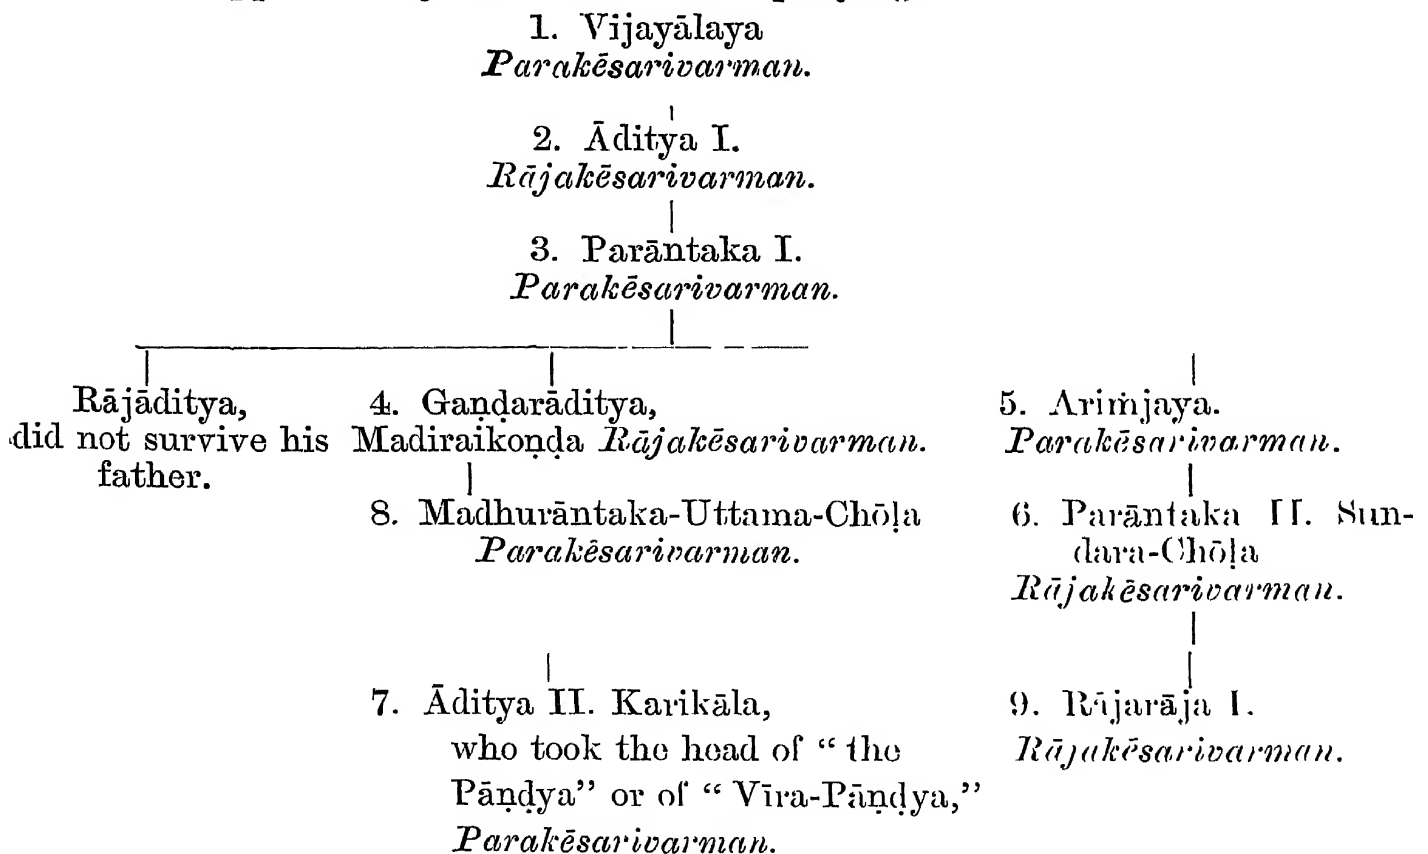 1. Vijayālaya
Parakēsarivarman.
2. Āditya I.
Rājakēsarivarman.
3. Parāntaka I.
Parakēsarivarman.
Rājāditya,
did not survive his
father.
4. Gaṇḍarāditya,
Madiraikoṇḍa Rājakēsarivarman.
5. Ariṁjaya.
Parakēsarivarman.
8. Madhurāntaka-Uttama-Chōḷa
Parakēsarivarman.
6. Parāntaka II. Sun-
dara-Chōḷa
Rājakēsarivarman.
7. Āditya II. Karikāla,
who took the head of “the
Pāṇḍya” or of “Vīra-Pāṇḍya,”
Parakēsarivarman.
9. Rājarāja I.
Rājakēsarivarman.